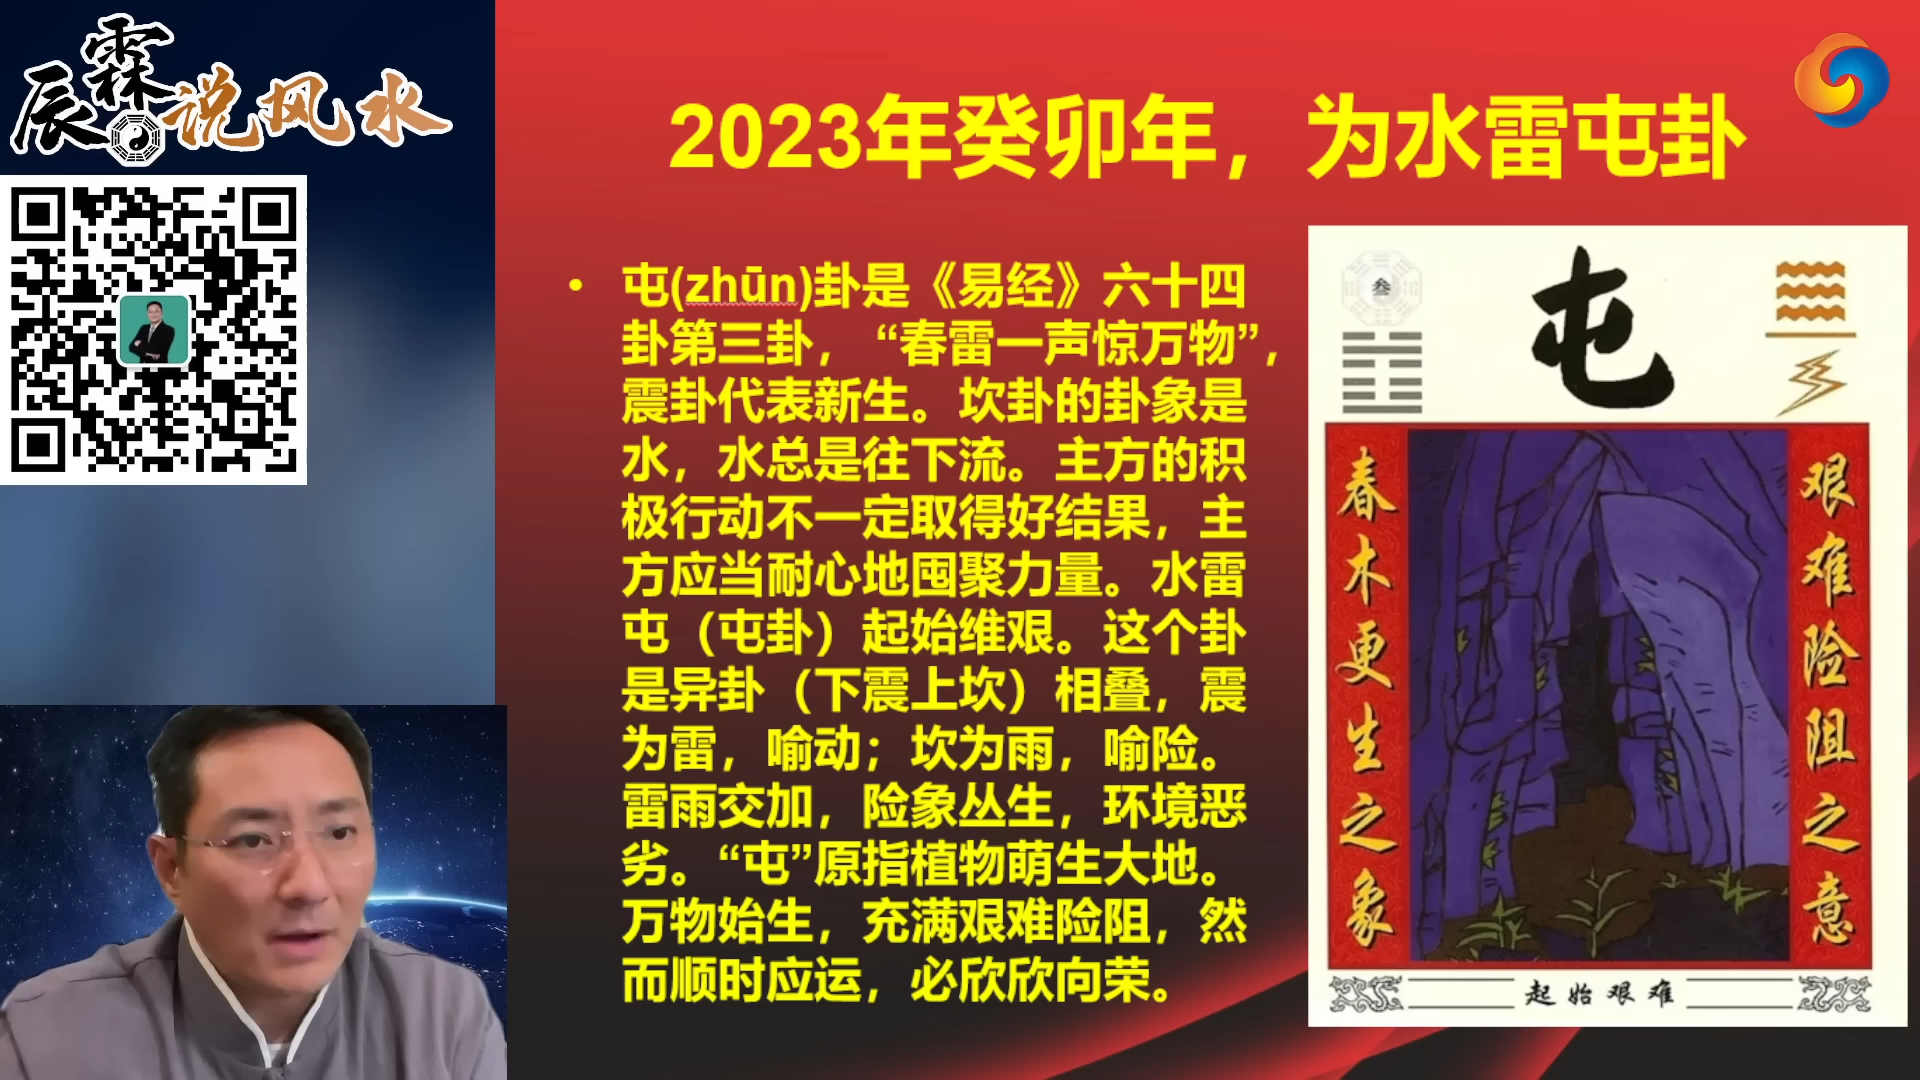 辰霖说风水
2023年癸卯年，为水雷屯卦
• 屯(zhūn)卦是《易经》六十四
卦第三卦，“春雷一声惊万物”，
震卦代表新生。坎卦的卦象是
水，水总是往下流。主方的积
极行动不一定取得好结果，主
方应当耐心地囤聚力量。水雷
屯（屯卦）起始维艰。这个卦
是异卦（下震上坎）相叠，震
为雷，喻动；坎为雨，喻险。
雷雨交加，险象丛生，环境恶
劣。“屯”原指植物萌生大地。
万物始生，充满艰难险阻，然
而顺时应运，必欣欣向荣。
叁
屯
春木更生之象
艰难险阻之意
起始艰难